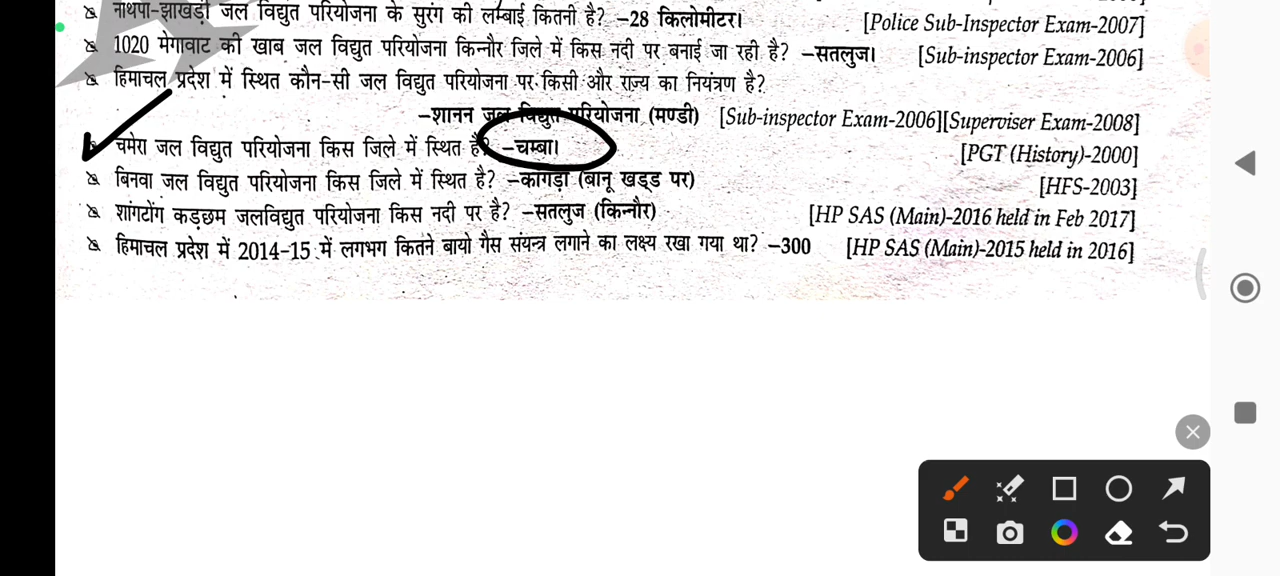 नाथपा-झाखड़ी जल विद्युत परियोजना के सुरंग की लम्बाई कितनी है? –28 किलोमीटर। [Police Sub-Inspector Exam-2007]
1020 मेगावाट की खाब जल विद्युत परियोजना किन्नौर जिले में किस नदी पर बनाई जा रही है? –सतलुज। [Sub-inspector Exam-2006]
हिमाचल प्रदेश में स्थित कौन-सी जल विद्युत परियोजना पर किसी और राज्य का नियंत्रण है?
–शानन जल विद्युत परियोजना (मण्डी) [Sub-inspector Exam-2006][Superviser Exam-2008]
चमेरा जल विद्युत परियोजना किस जिले में स्थित है? –चम्बा। [PGT (History)-2000]
बिनवा जल विद्युत परियोजना किस जिले में स्थित है? –कांगड़ा (बानू खड्ड पर) [HFS-2003]
शांगटोंग कड़छम जलविद्युत परियोजना किस नदी पर है? –सतलुज (किन्नौर) [HP SAS (Main)-2016 held in Feb 2017]
हिमाचल प्रदेश में 2014-15 में लगभग कितने बायो गैस संयन्त्र लगाने का लक्ष्य रखा गया था? –300 [HP SAS (Main)-2015 held in 2016]